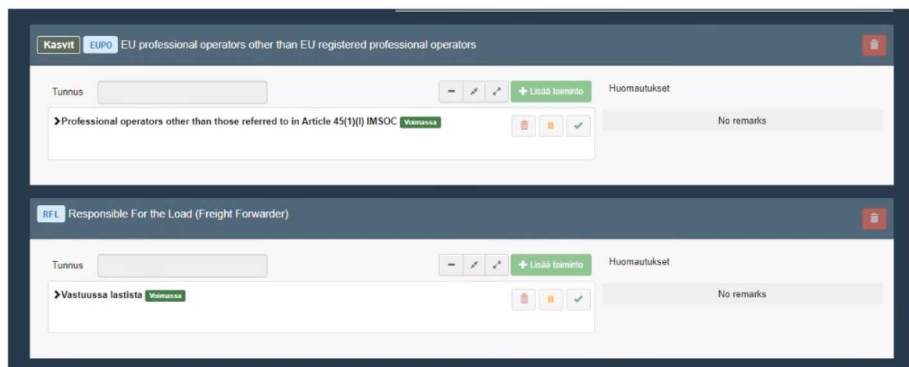 Kasvit EUPO EU professional operators other than EU registered professional operators
Tunnus + Lisää toiminto Huomautukset
Professional operators other than those referred to in Article 45(1)(l) IMSOC Voimassa No remarks
RFL Responsible For the Load (Freight Forwarder)
Tunnus + Lisää toiminto Huomautukset
Vastuussa lastista Voimassa No remarks